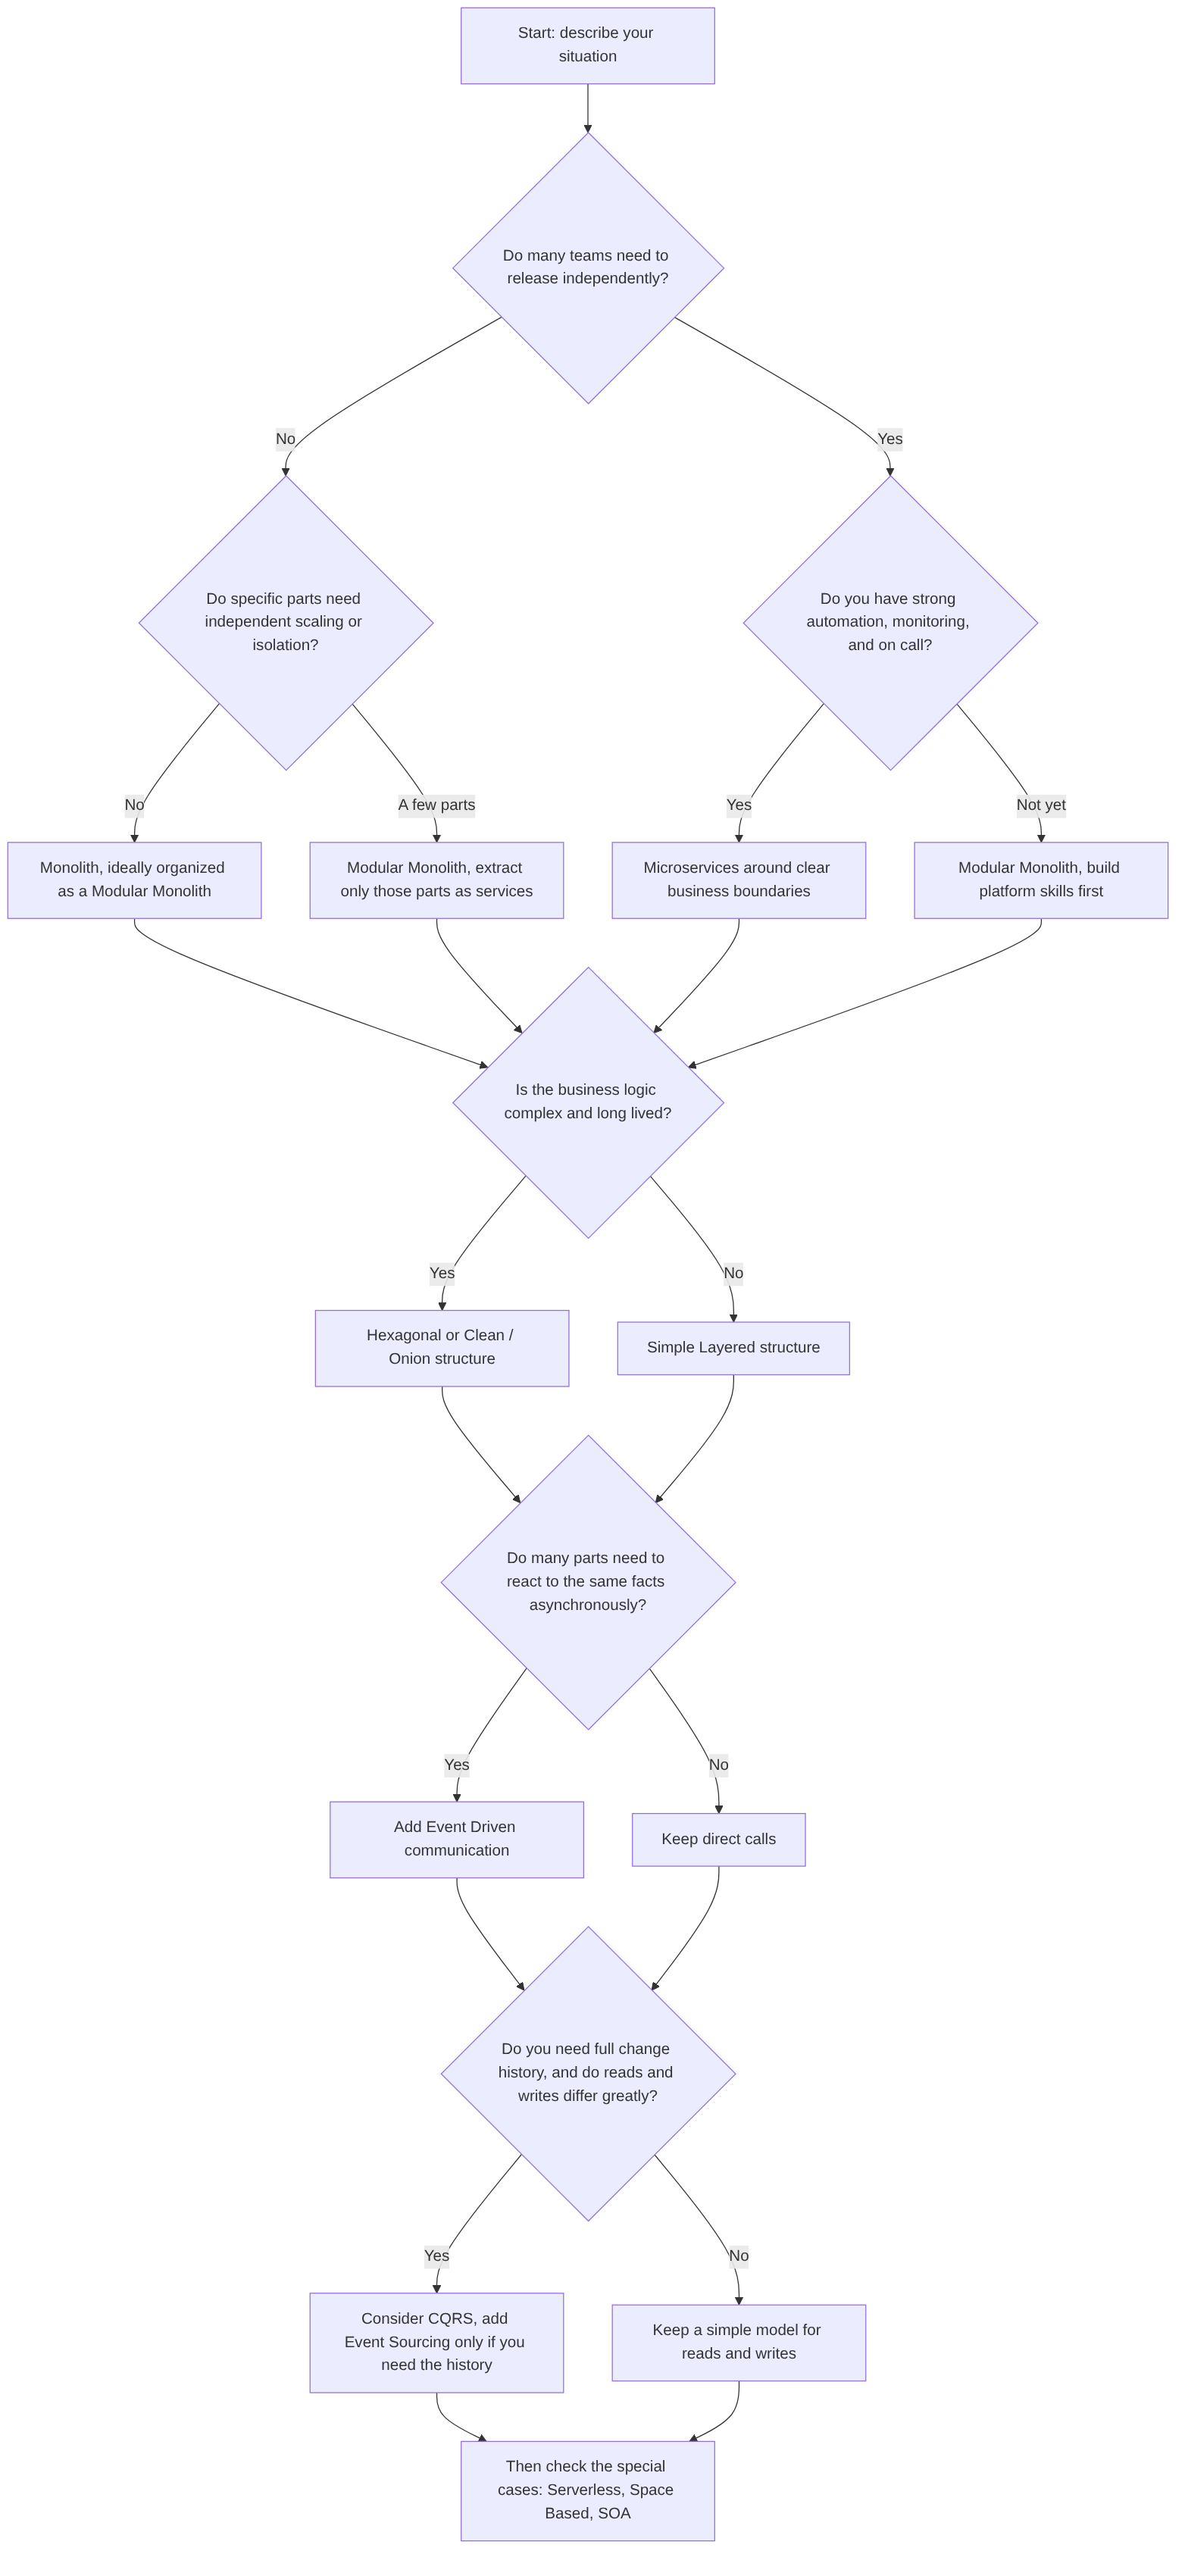 Start: describe your
situation
Do many teams need to
release independently?
No
Yes
Do specific parts need
independent scaling or
isolation?
Do you have strong
automation, monitoring,
and on call?
No
A few parts
Yes
Not yet
Monolith, ideally organized
as a Modular Monolith
Modular Monolith, extract
only those parts as services
Microservices around clear
business boundaries
Modular Monolith, build
platform skills first
Is the business logic
complex and long lived?
Yes
No
Hexagonal or Clean /
Onion structure
Simple Layered structure
Do many parts need to
react to the same facts
asynchronously?
Yes
No
Add Event Driven
communication
Keep direct calls
Do you need full change
history, and do reads and
writes differ greatly?
Yes
No
Consider CQRS, add
Event Sourcing only if you
need the history
Keep a simple model for
reads and writes
Then check the special
cases: Serverless, Space
Based, SOA